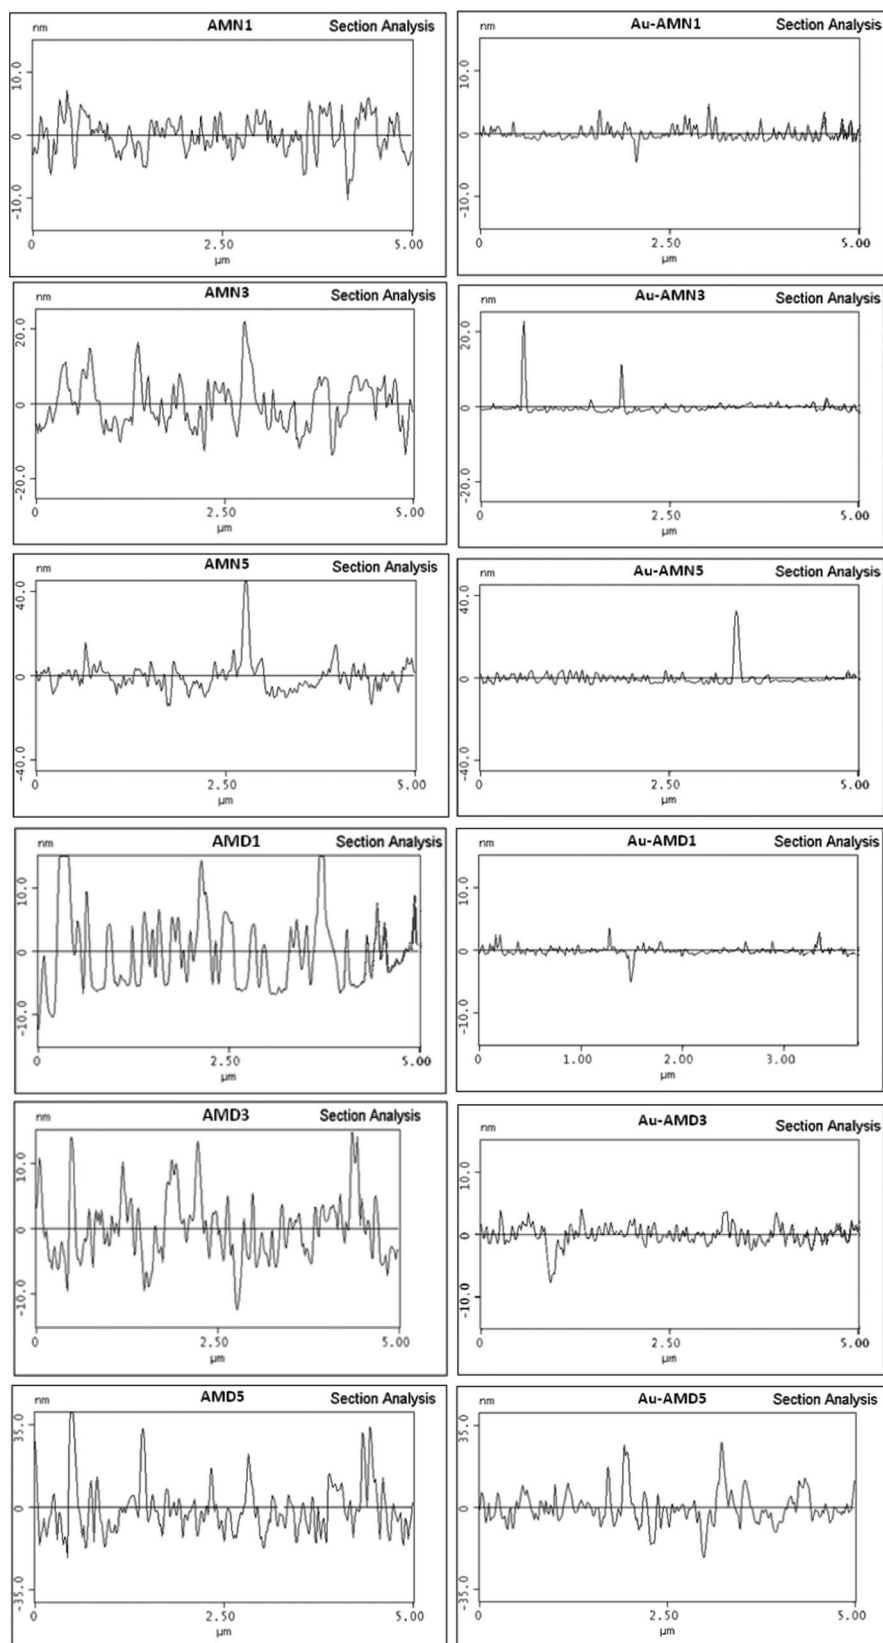 nm AMN1 Section Analysis
10.0
0
-10.0
0 2.50 5.00
µm
nm Au-AMN1 Section Analysis
10.0
0
-10.0
0 2.50 5.00
µm
nm AMN3 Section Analysis
20.0
0
-20.0
0 2.50 5.00
µm
nm Au-AMN3 Section Analysis
20.0
0
-20.0
0 2.50 5.00
µm
nm AMN5 Section Analysis
40.0
0
-40.0
0 2.50 5.00
µm
nm Au-AMN5 Section Analysis
40.0
0
-40.0
0 2.50 5.00
µm
nm AMD1 Section Analysis
10.0
0
-10.0
0 2.50 5.00
µm
nm Au-AMD1 Section Analysis
10.0
0
-10.0
0 1.00 2.00 3.00
µm
nm AMD3 Section Analysis
10.0
0
-10.0
0 2.50 5.00
µm
nm Au-AMD3 Section Analysis
10.0
0
-10.0
0 2.50 5.00
µm
nm AMD5 Section Analysis
35.0
0
-35.0
0 2.50 5.00
µm
nm Au-AMD5 Section Analysis
35.0
0
-35.0
0 2.50 5.00
µm